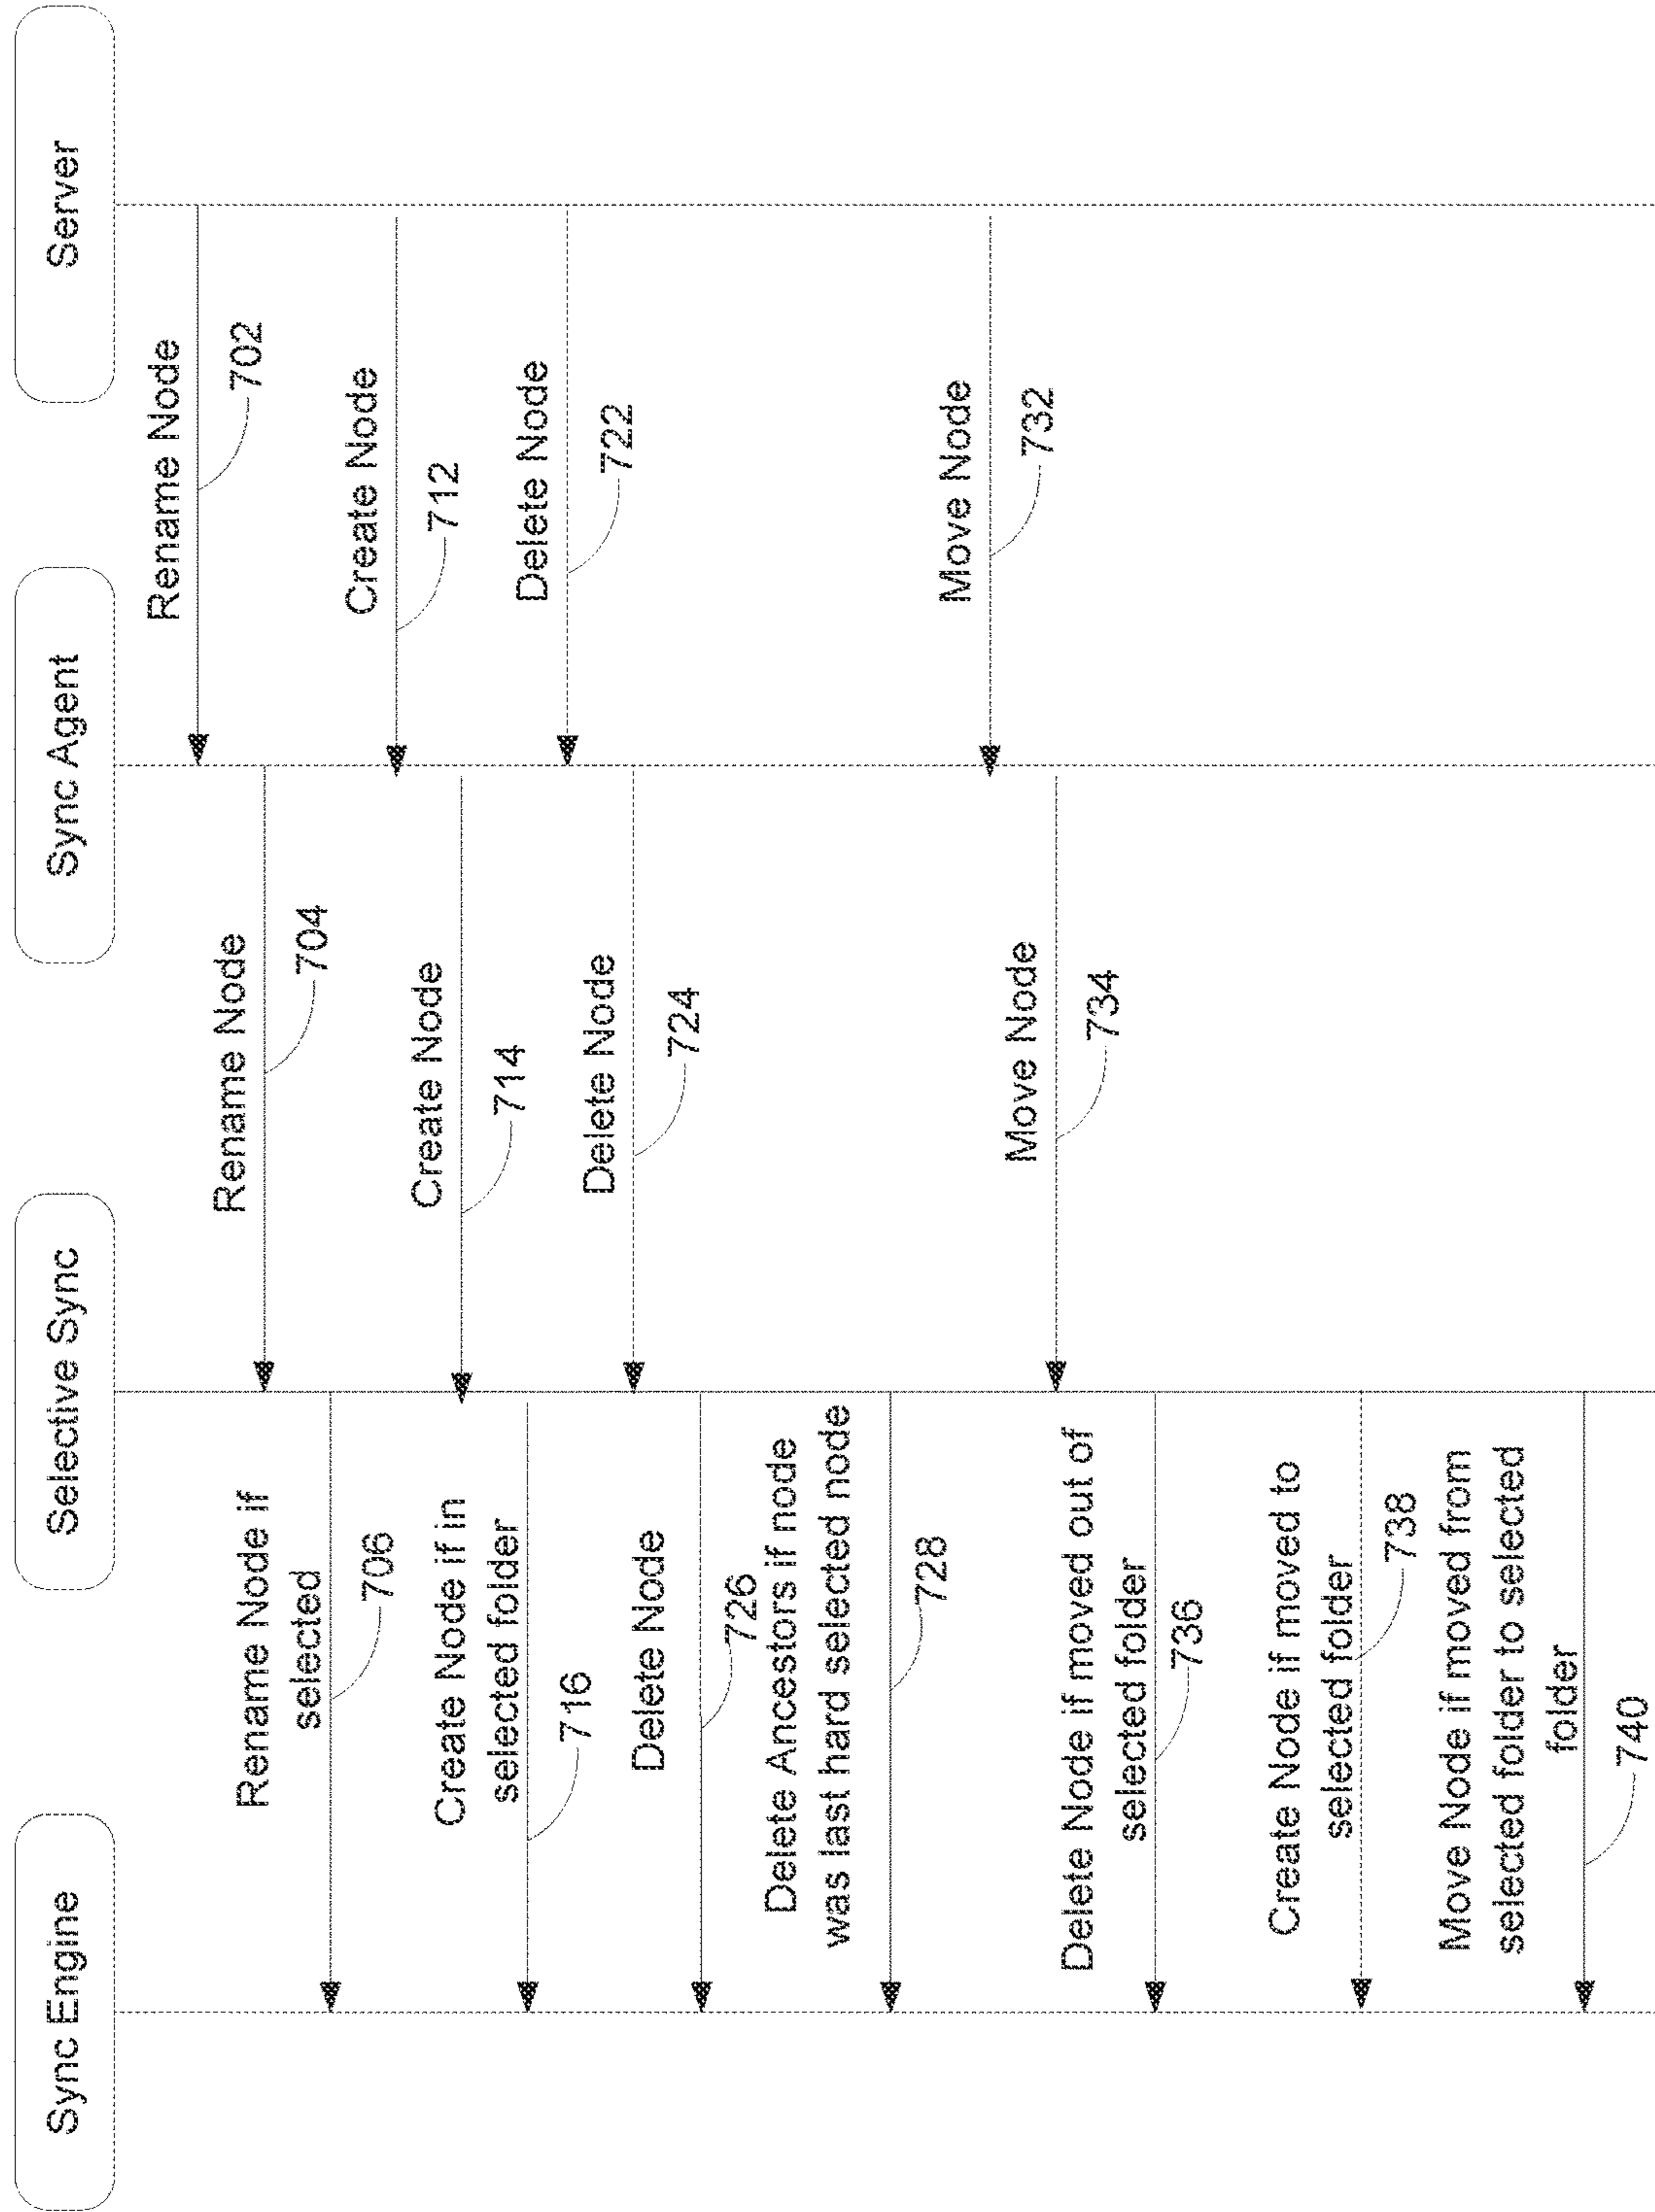 Sync Engine
Selective Sync
Sync Agent
Server
Rename Node
702
Rename Node
704
Rename Node if
selected
706
Create Node
712
Create Node
714
Create Node if in
selected folder
716
Delete Node
722
Delete Node
724
Delete Node
726
Delete Ancestors if node
was last hard selected node
728
Move Node
732
Move Node
734
Delete Node if moved out of
selected folder
736
Create Node if moved to
selected folder
738
Move Node if moved from
selected folder to selected
folder
740